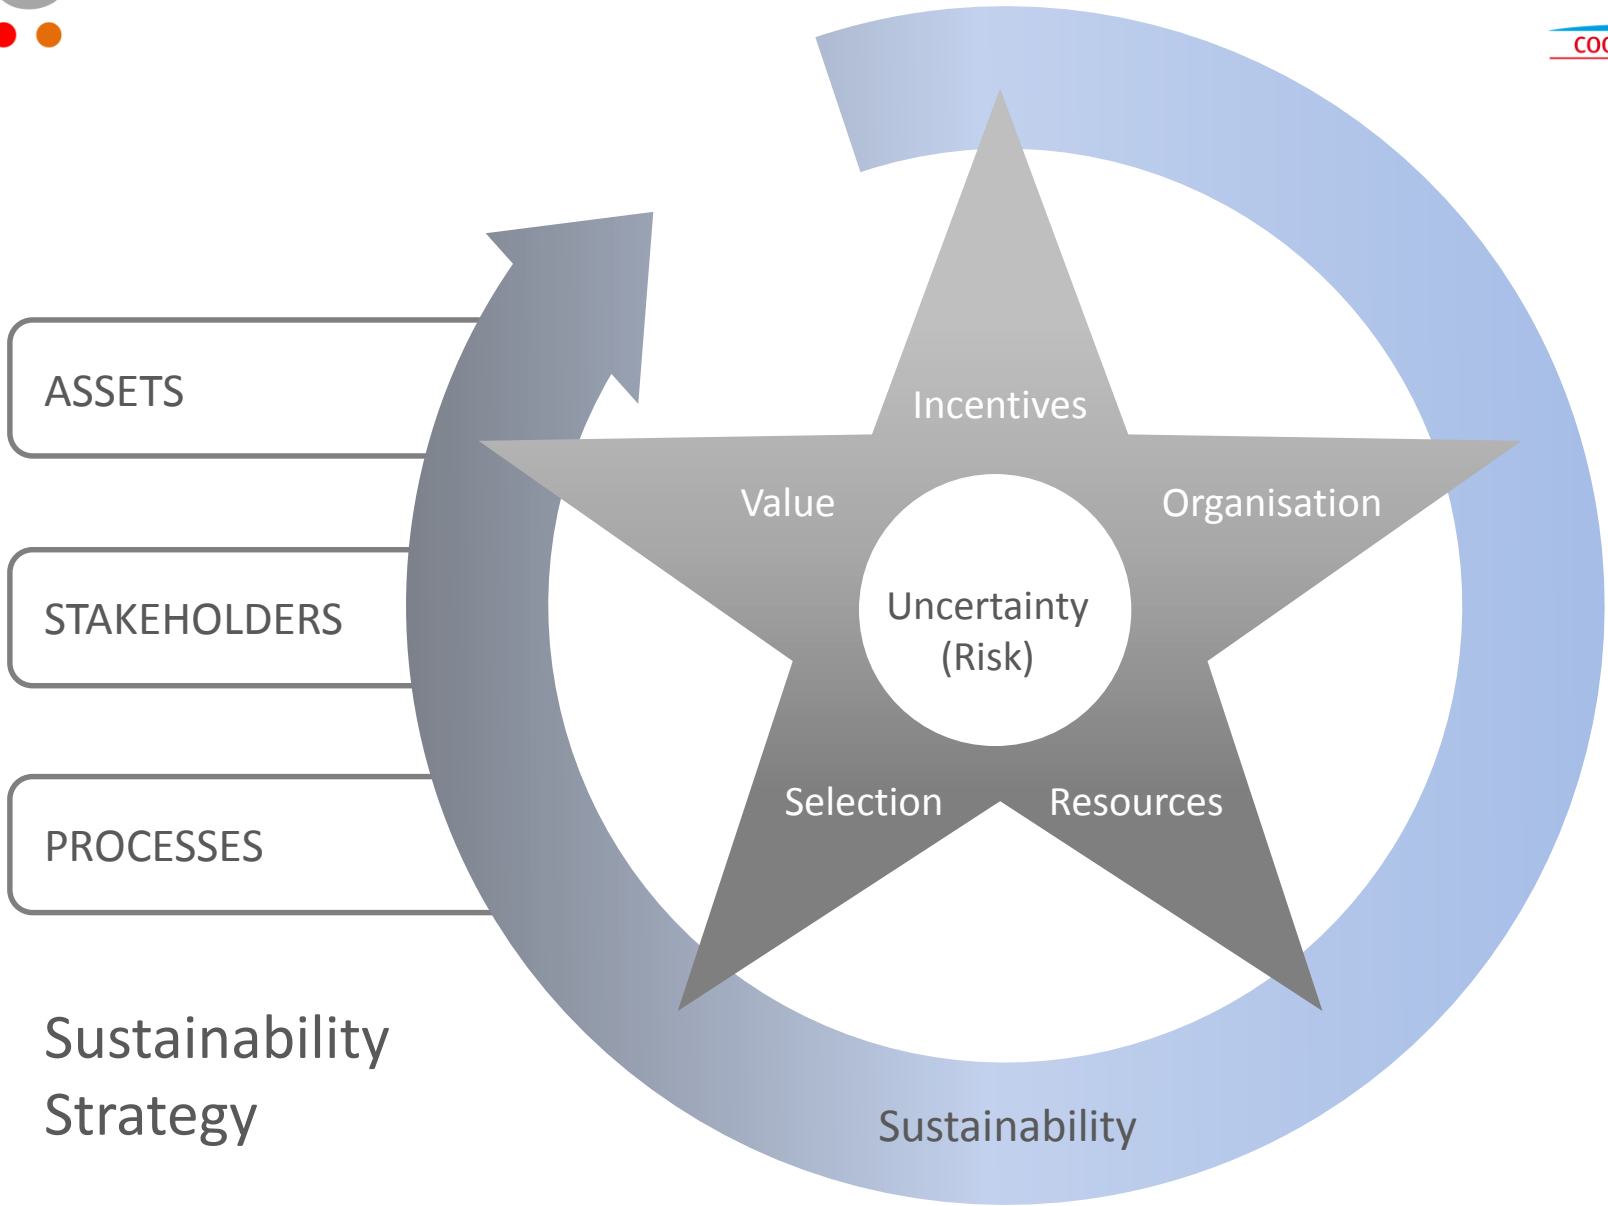 ASSETS
STAKEHOLDERS
PROCESSES
Sustainability
Strategy
Incentives
Value
Organisation
Uncertainty
(Risk)
Selection
Resources
Sustainability